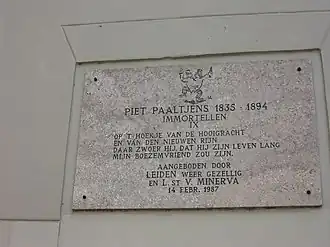 PIET PAALTJENS 1835 - 1894
IMMORTELLEN
IX
OP 'T HOEKJE VAN DE HOOIGRACHT
EN VAN DEN NIEUWEN RIJN
DAAR ZWOER HIJ, DAT HIJ ZIJN LEVEN LANG
MIJN BOEZEMVRIEND ZOU ZIJN.
AANGEBODEN DOOR
LEIDEN WEER GEZELLIG
EN L. ST V. MINERVA
14 FEBR. 1987